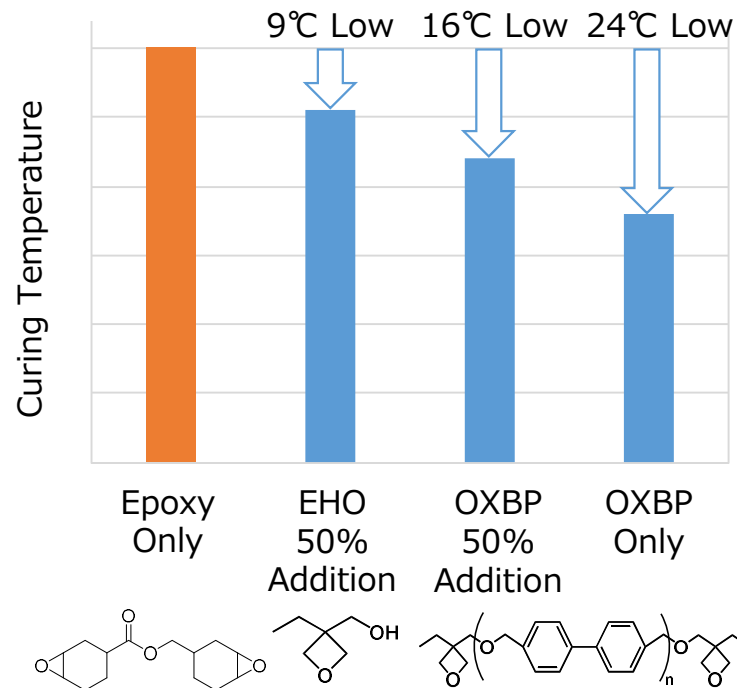 9℃ Low
16℃ Low
24℃ Low
Curing Temperature
Epoxy
Only
EHO
50%
Addition
OXBP
50%
Addition
OXBP
Only
O
O
O
O
OH
O
O
O
n
O
O